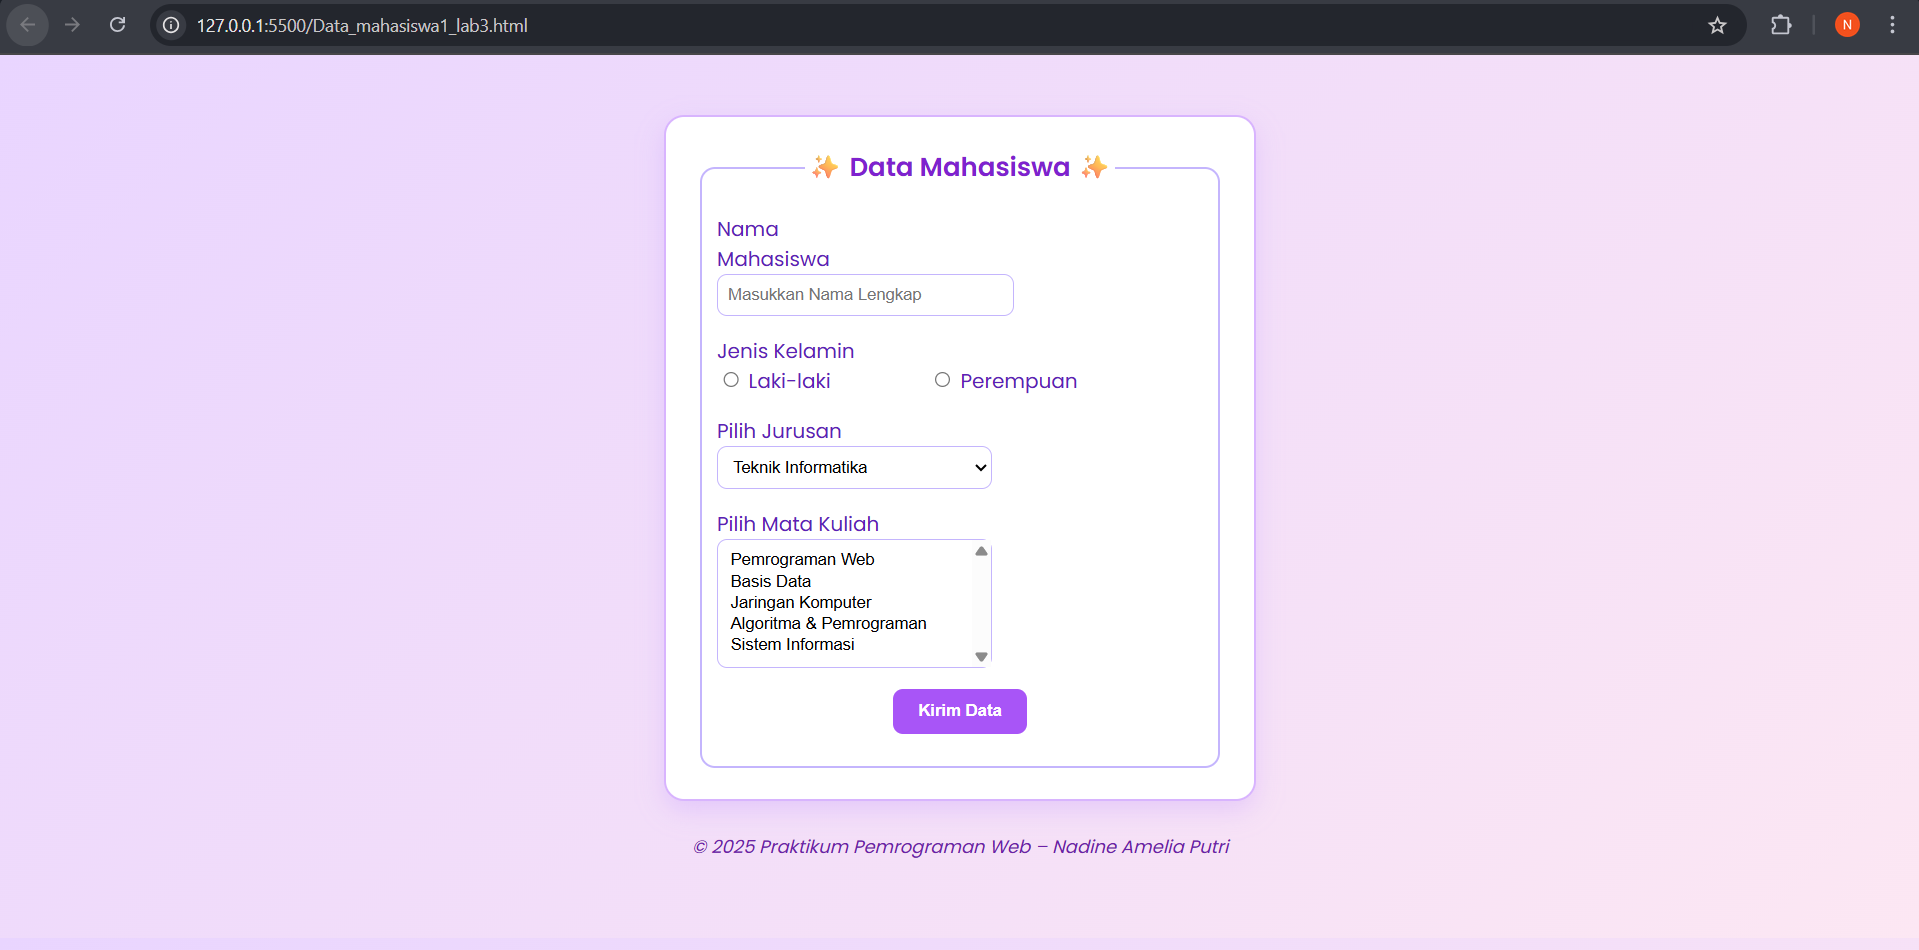 127.0.0.1:5500/Data_mahasiswa1_lab3.html
N
✨ Data Mahasiswa ✨
Nama
Mahasiswa
Masukkan Nama Lengkap
Jenis Kelamin
Laki-laki
Perempuan
Pilih Jurusan
Teknik Informatika
Pilih Mata Kuliah
Pemrograman Web
Basis Data
Jaringan Komputer
Algoritma & Pemrograman
Sistem Informasi
Kirim Data
© 2025 Praktikum Pemrograman Web – Nadine Amelia Putri